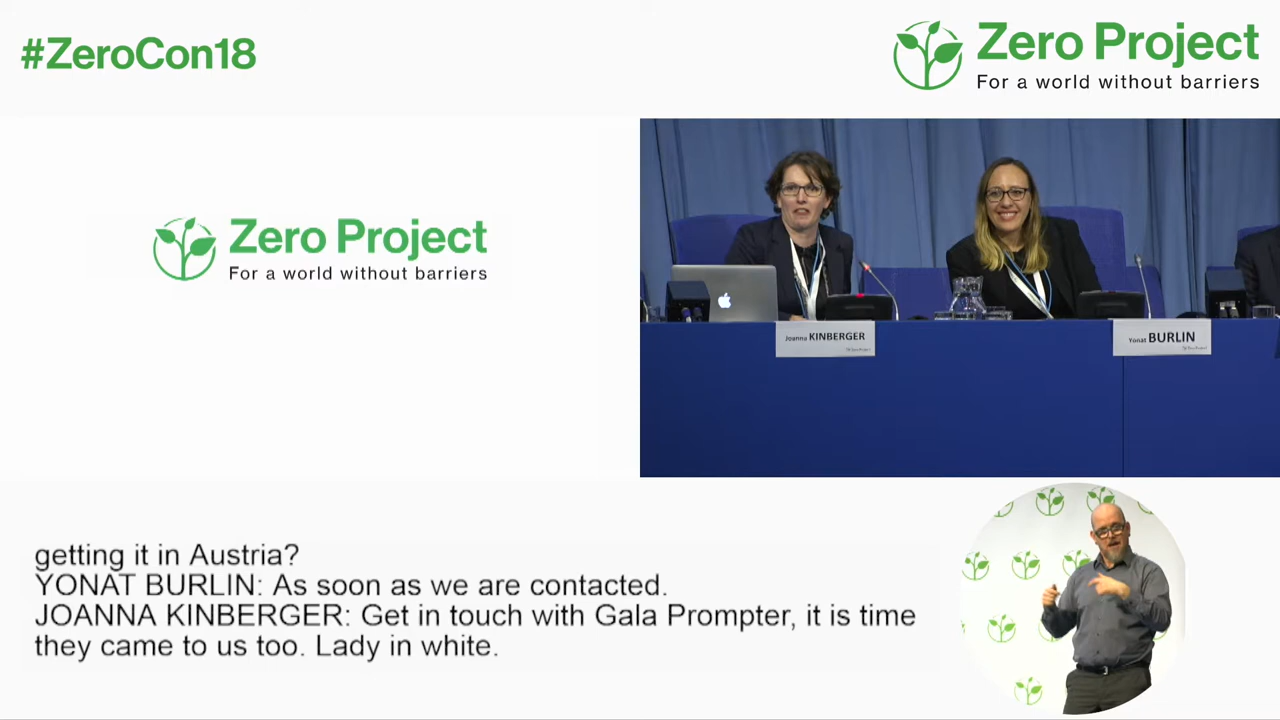 #ZeroCon18
Zero Project
For a world without barriers
Zero Project
For a world without barriers
Joanna KINBERGER
Yonat BURLIN
getting it in Austria?
YONAT BURLIN: As soon as we are contacted.
JOANNA KINBERGER: Get in touch with Gala Prompter, it is time
they came to us too. Lady in white.